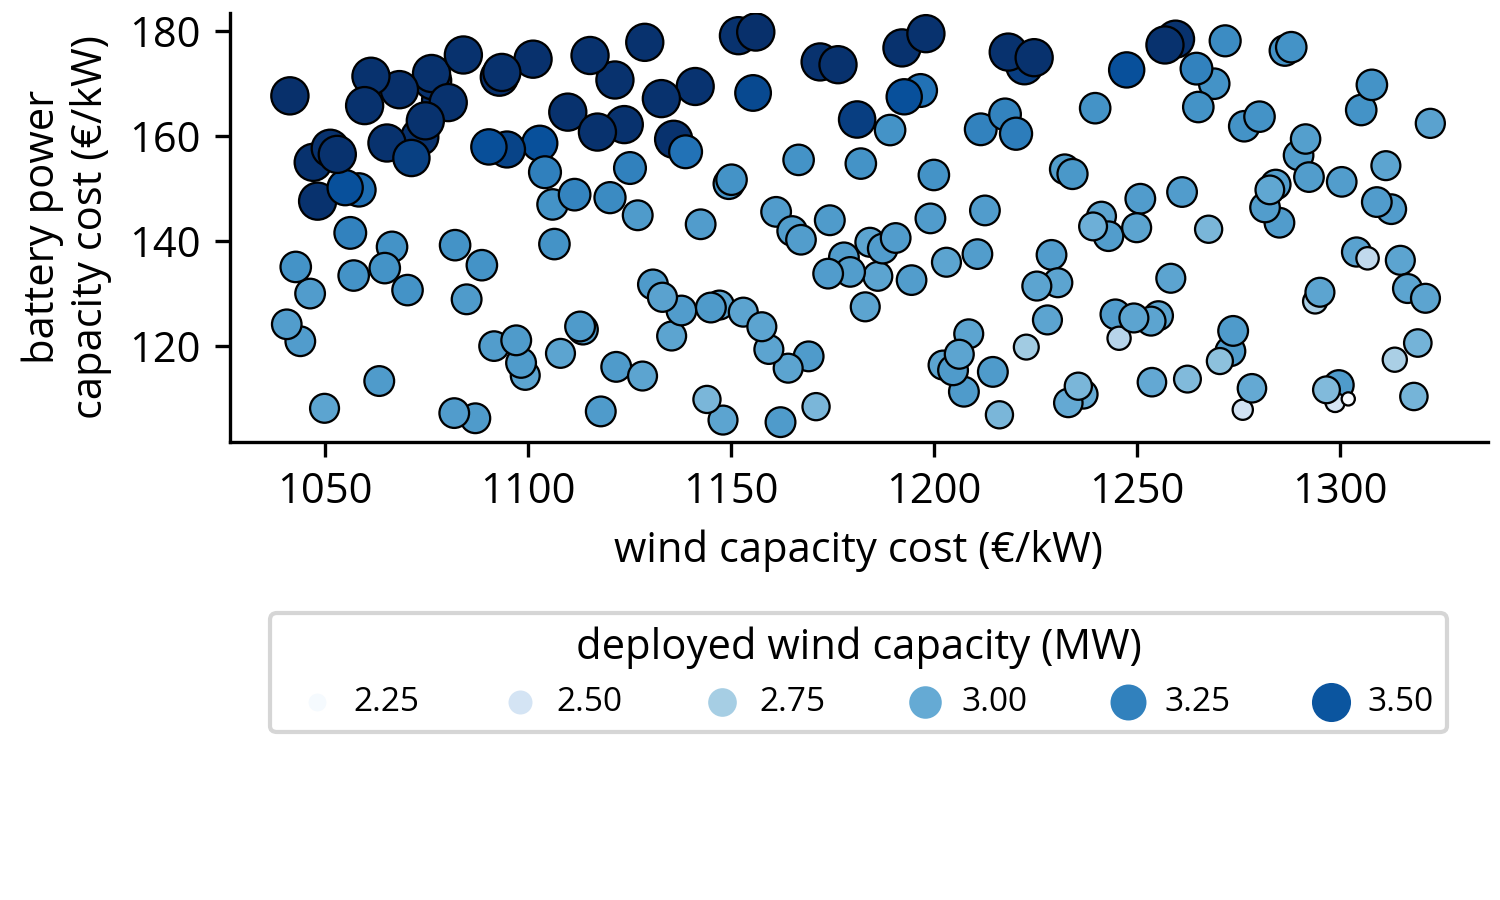 battery power
capacity cost (€/kW)
180
160
140
120
1050 1100 1150 1200 1250 1300
wind capacity cost (€/kW)
deployed wind capacity (MW)
2.25 2.50 2.75 3.00 3.25 3.50